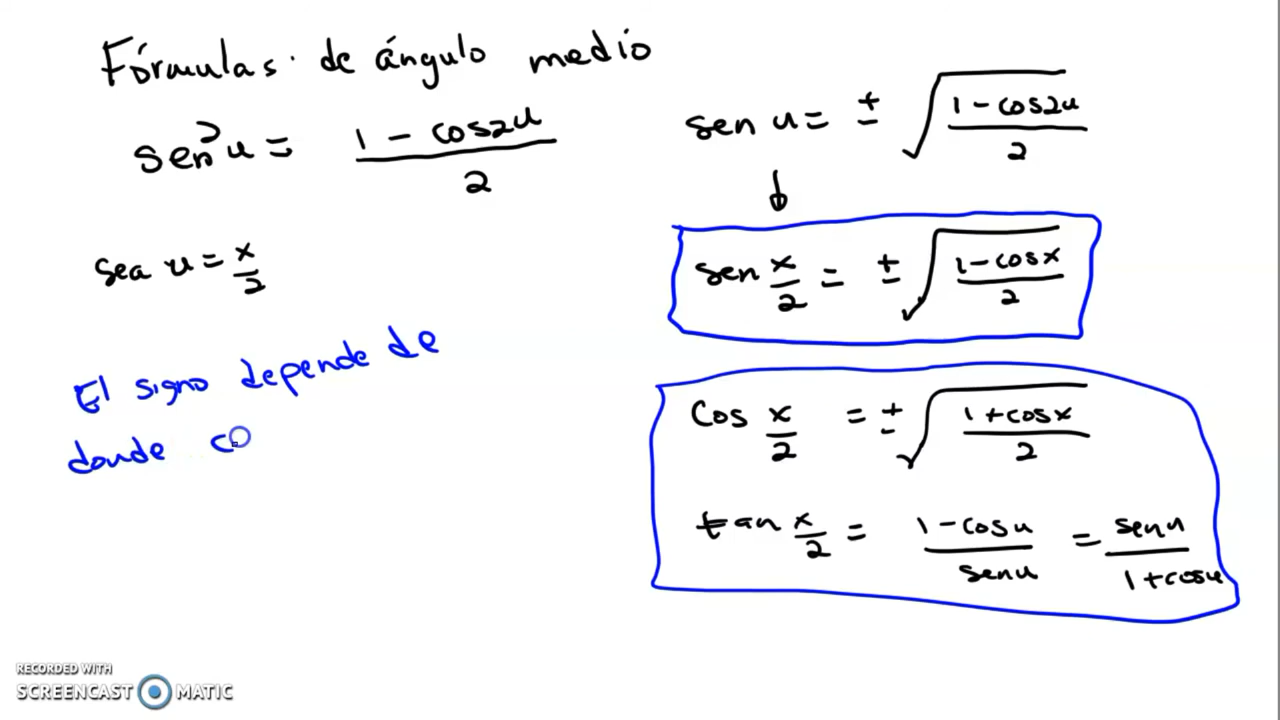 Fórmulas de ángulo medio
sen²u = (1 - cos2u)/2
sen u = ± √((1 - cos2u)/2)
↓
sea u = x/2
sen x/2 = ± √((1 - cosx)/2)
El signo depende de
donde co
cos x/2 = ± √((1 + cosx)/2)
tan x/2 = (1 - cosu)/senu = senu/(1 + cosu)
RECORDED WITH
SCREENCAST MATIC